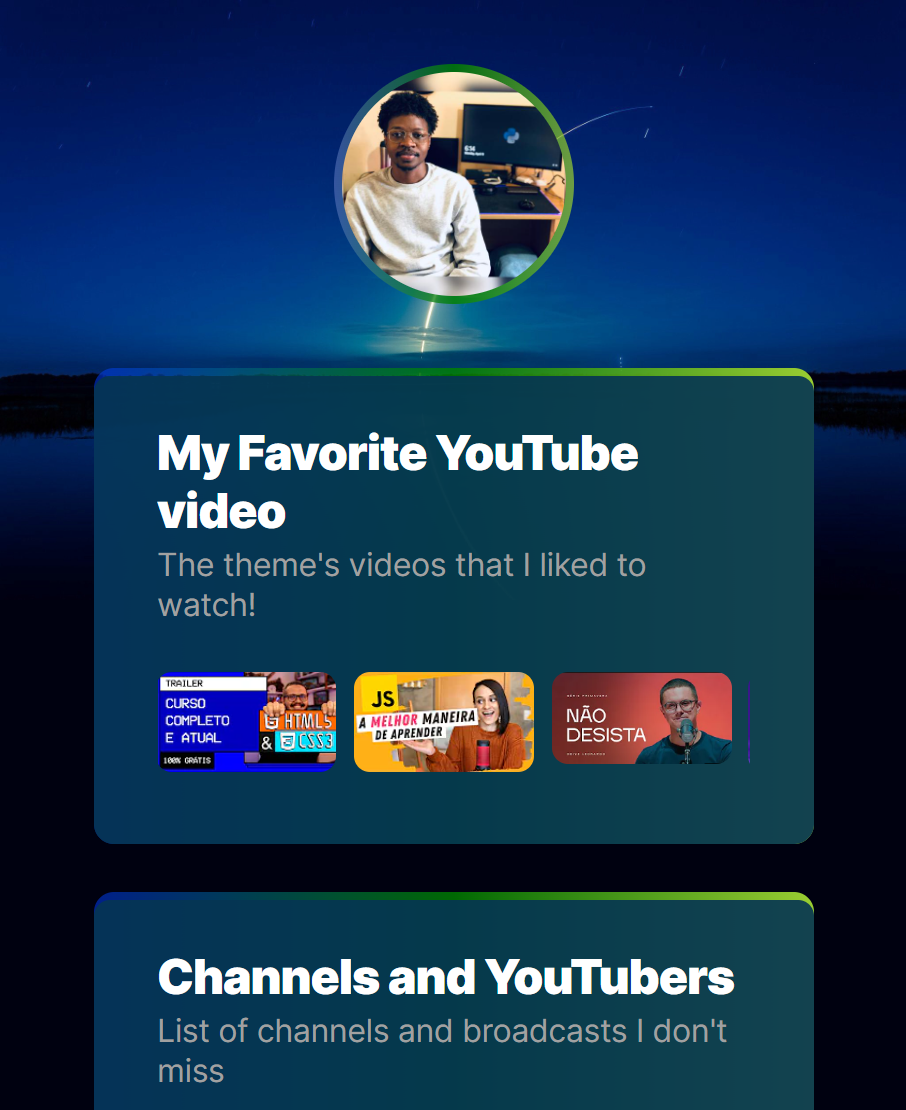 My Favorite YouTube
video
The theme's videos that I liked to
watch!
TRAILER
CURSO
COMPLETO
E ATUAL
HTML5
& CSS3
100% GRÁTIS
JS
A MELHOR MANEIRA
DE APRENDER
NÃO
DESISTA
Channels and YouTubers
List of channels and broadcasts I don't
miss